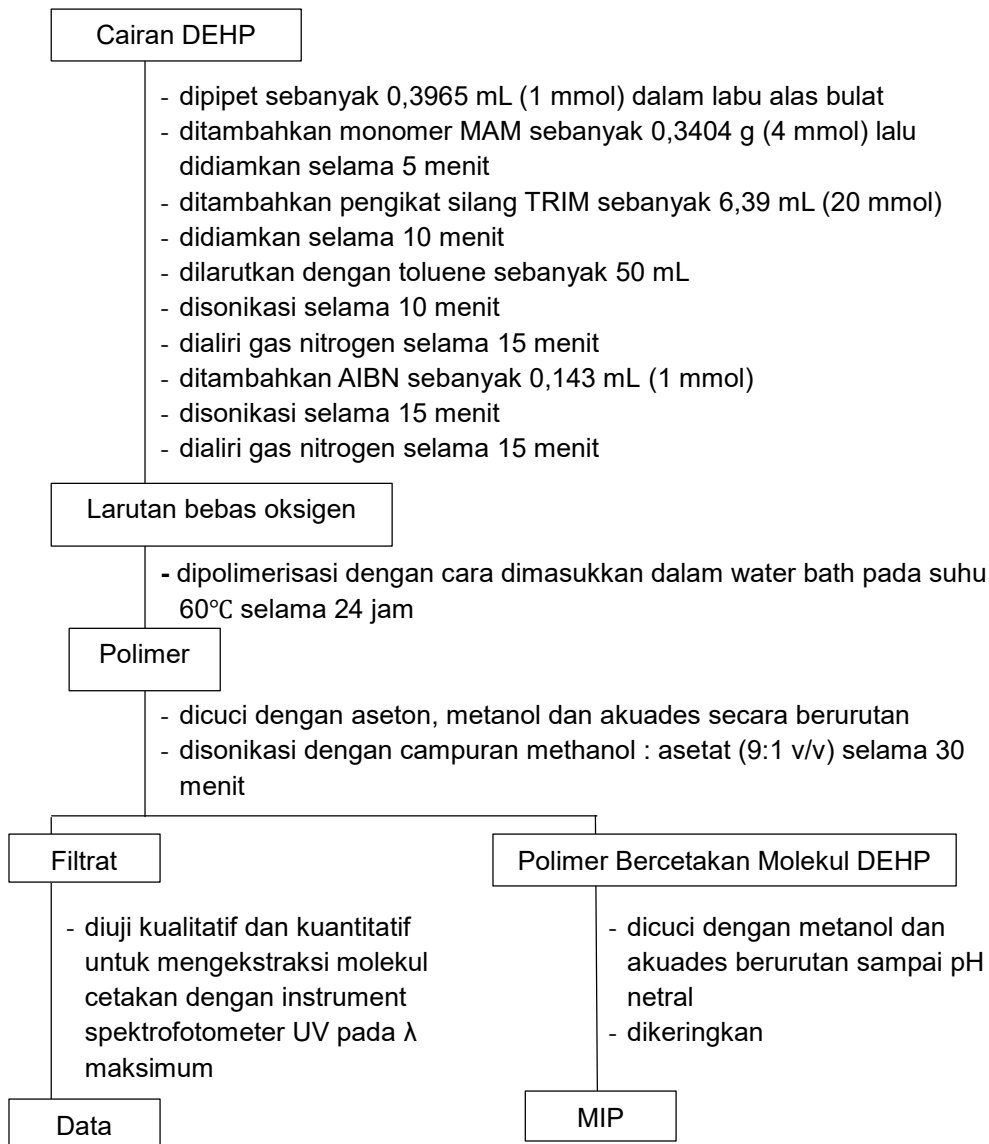 Cairan DEHP
- dipipet sebanyak 0,3965 mL (1 mmol) dalam labu alas bulat
- ditambahkan monomer MAM sebanyak 0,3404 g (4 mmol) lalu
didiamkan selama 5 menit
- ditambahkan pengikat silang TRIM sebanyak 6,39 mL (20 mmol)
- didiamkan selama 10 menit
- dilarutkan dengan toluene sebanyak 50 mL
- disonikasi selama 10 menit
- dialiri gas nitrogen selama 15 menit
- ditambahkan AIBN sebanyak 0,143 mL (1 mmol)
- disonikasi selama 15 menit
- dialiri gas nitrogen selama 15 menit
Larutan bebas oksigen
- dipolimerisasi dengan cara dimasukkan dalam water bath pada suhu
60℃ selama 24 jam
Polimer
- dicuci dengan aseton, metanol dan akuades secara berurutan
- disonikasi dengan campuran methanol : asetat (9:1 v/v) selama 30
menit
Filtrat
- diuji kualitatif dan kuantitatif
untuk mengekstraksi molekul
cetakan dengan instrument
spektrofotometer UV pada λ
maksimum
Data
Polimer Bercetakan Molekul DEHP
- dicuci dengan metanol dan
akuades berurutan sampai pH
netral
- dikeringkan
MIP